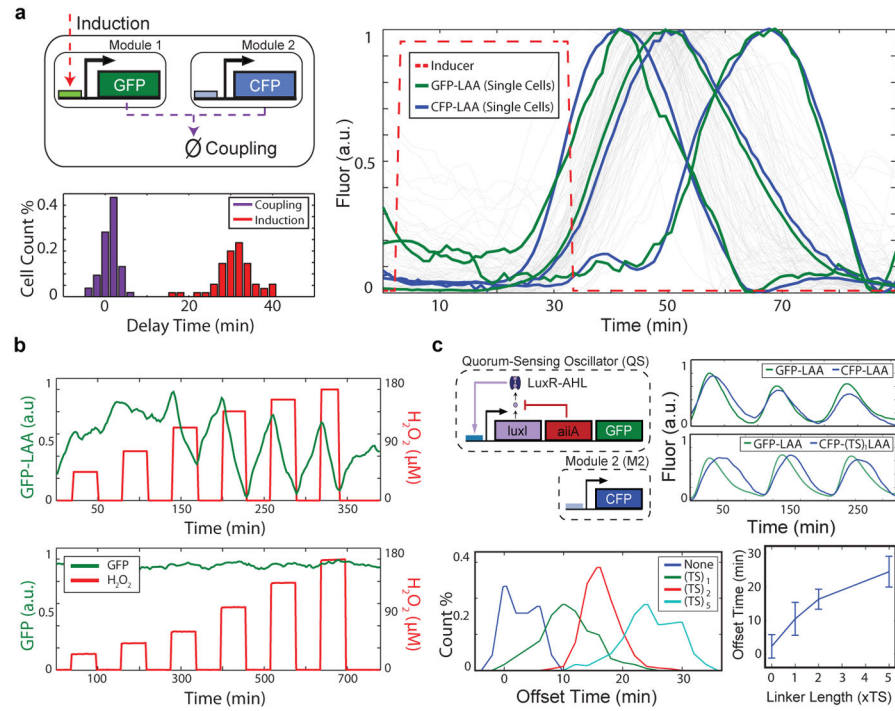 a
Induction
Module 1
Module 2
GFP
CFP
Ø Coupling
Cell Count %
0.4
0.2
0
Coupling
Induction
0
20
40
Delay Time (min)
Fluor (a.u.)
1
0.5
0
Inducer
GFP-LAA (Single Cells)
CFP-LAA (Single Cells)
10
30
50
70
Time (min)
b
GFP-LAA (a.u)
1
0.5
0
180
90
0
H2O2 (μM)
50
150
250
350
Time (min)
GFP (a.u.)
1
0.5
0
GFP
H2O2
180
90
0
H2O2 (μM)
100
300
500
700
Time (min)
c
Quorum-Sensing Oscillator (QS)
LuxR-AHL
luxI
aiiA
GFP
Module 2 (M2)
CFP
Fluor (a.u.)
1
0.5
0
GFP-LAA
CFP-LAA
1
0.5
0
GFP-LAA
CFP-(TS)1LAA
50
150
250
Time (min)
Count %
0.4
0.2
0
None
(TS)1
(TS)2
(TS)5
0
10
20
30
Offset Time (min)
Offset Time (min)
30
20
10
0
0
1
2
3
4
5
Linker Length (xTS)